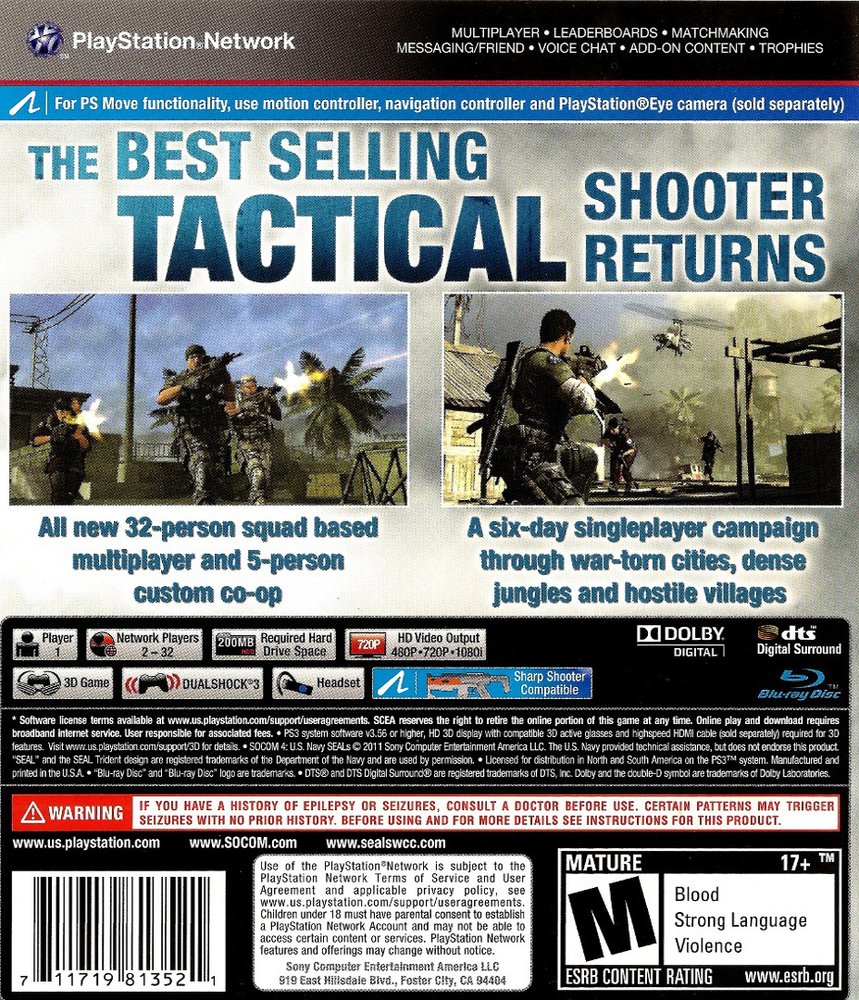 PlayStation®Network
MULTIPLAYER • LEADERBOARDS • MATCHMAKING
MESSAGING/FRIEND • VOICE CHAT • ADD-ON CONTENT • TROPHIES
For PS Move functionality, use motion controller, navigation controller and PlayStation®Eye camera (sold separately)
THE BEST SELLING
TACTICAL
SHOOTER
RETURNS
All new 32-person squad based
multiplayer and 5-person
custom co-op
A six-day singleplayer campaign
through war-torn cities, dense
jungles and hostile villages
Player
1
Network Players
2 – 32
200MB
Required Hard
Drive Space
720P
HD Video Output
480P•720P•1080i
DOLBY
DIGITAL
dts
Digital Surround
3D Game
DUALSHOCK®3
Headset
Sharp Shooter
Compatible
Blu-ray Disc™
* Software license terms available at www.us.playstation.com/support/useragreements. SCEA reserves the right to retire the online portion of this game at any time. Online play and download requires
broadband internet service. User responsible for associated fees. • PS3 system software v3.56 or higher, HD 3D display with compatible 3D active glasses and highspeed HDMI cable (sold separately) required for 3D
features. Visit www.us.playstation.com/support/3D for details. • SOCOM 4: U.S. Navy SEALs © 2011 Sony Computer Entertainment America LLC. The U.S. Navy provided technical assistance, but does not endorse this product.
"SEAL" and the SEAL Trident design are registered trademarks of the Department of the Navy and are used by permission. • Licensed for distribution in North and South America on the PS3™ system. Manufactured and
printed in the U.S.A. • "Blu-ray Disc" and "Blu-ray Disc" logo are trademarks. • DTS® and DTS Digital Surround® are registered trademarks of DTS, Inc. Dolby and the double-D symbol are trademarks of Dolby Laboratories.
WARNING
IF YOU HAVE A HISTORY OF EPILEPSY OR SEIZURES, CONSULT A DOCTOR BEFORE USE. CERTAIN PATTERNS MAY TRIGGER
SEIZURES WITH NO PRIOR HISTORY. BEFORE USING AND FOR MORE DETAILS SEE INSTRUCTIONS FOR THIS PRODUCT.
www.us.playstation.com www.SOCOM.com www.sealswcc.com
Use of the PlayStation®Network is subject to the
PlayStation Network Terms of Service and User
Agreement and applicable privacy policy, see
www.us.playstation.com/support/useragreements.
Children under 18 must have parental consent to establish
a PlayStation Network Account and may not be able to
access certain content or services. PlayStation Network
features and offerings may change without notice.
Sony Computer Entertainment America LLC
919 East Hillsdale Blvd., Foster City, CA 94404
7 11719 81352 1
MATURE 17+ ™
M
Blood
Strong Language
Violence
ESRB CONTENT RATING www.esrb.org